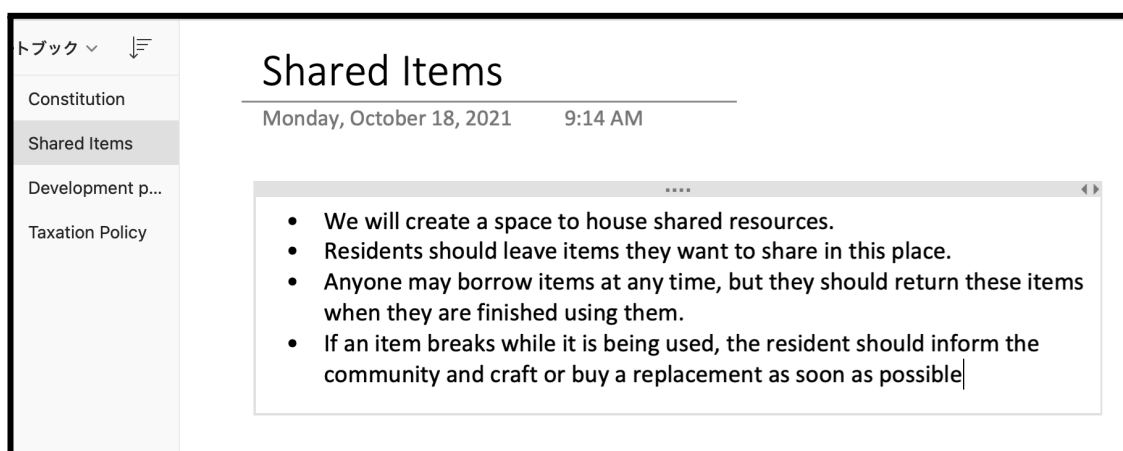 トブック
Constitution
Shared Items
Development p...
Taxation Policy
Shared Items
Monday, October 18, 2021 9:14 AM
• We will create a space to house shared resources.
• Residents should leave items they want to share in this place.
• Anyone may borrow items at any time, but they should return these items
when they are finished using them.
• If an item breaks while it is being used, the resident should inform the
community and craft or buy a replacement as soon as possible